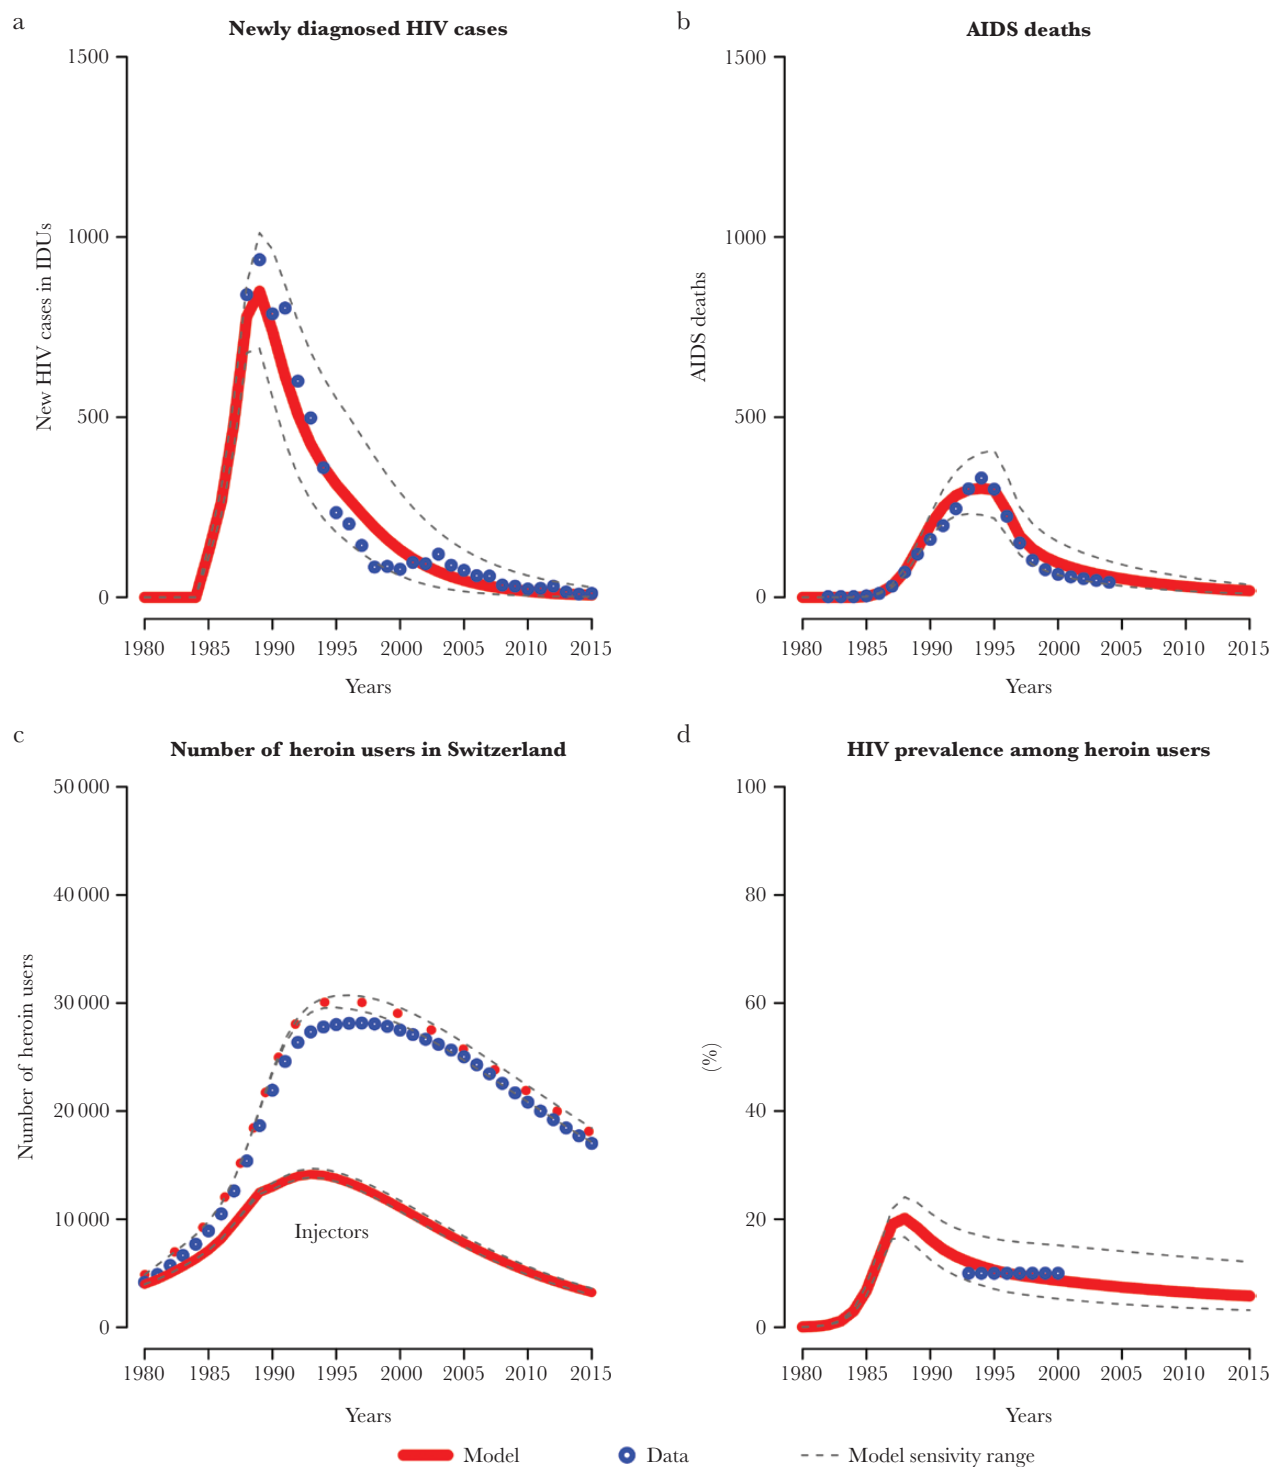 a
Newly diagnosed HIV cases
1500
1000
500
0
New HIV cases in IDUs
1980 1985 1990 1995 2000 2005 2010 2015
Years
b
AIDS deaths
1500
1000
500
0
AIDS deaths
1980 1985 1990 1995 2000 2005 2010 2015
Years
c
Number of heroin users in Switzerland
50 000
40 000
30 000
20 000
10 000
0
Number of heroin users
Injectors
1980 1985 1990 1995 2000 2005 2010 2015
Years
d
HIV prevalence among heroin users
100
80
60
40
20
0
(%)
1980 1985 1990 1995 2000 2005 2010 2015
Years
Model Data Model sensivity range